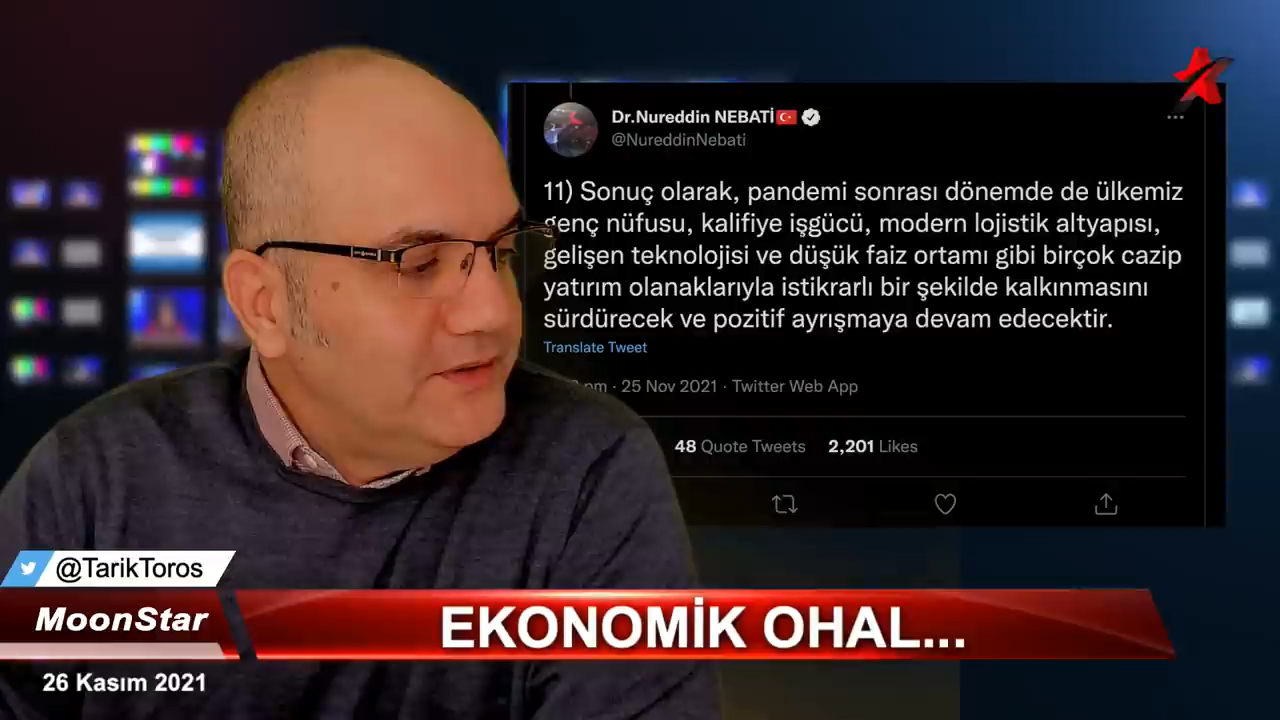 Dr.Nureddin NEBATİ
@NureddinNebati
11) Sonuç olarak, pandemi sonrası dönemde de ülkemiz
genç nüfusu, kalifiye işgücü, modern lojistik altyapısı,
gelişen teknolojisi ve düşük faiz ortamı gibi birçok cazip
yatırım olanaklarıyla istikrarlı bir şekilde kalkınmasını
sürdürecek ve pozitif ayrışmaya devam edecektir.
Translate Tweet
pm · 25 Nov 2021 · Twitter Web App
48 Quote Tweets 2,201 Likes
@TarikToros
MoonStar
EKONOMİK OHAL...
26 Kasım 2021